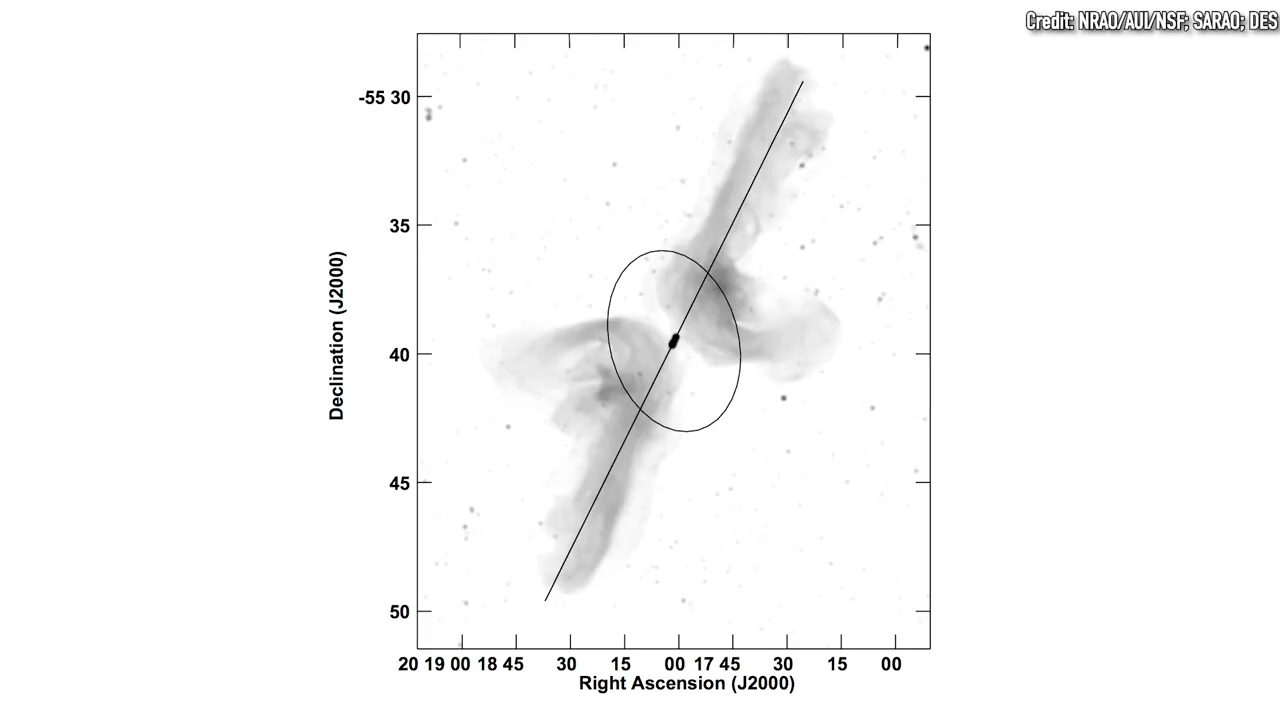 Credit: NRAO/AUI/NSF; SARAO; DES
-55 30
35
40
45
50
Declination (J2000)
20 19 00 18 45 30 15 00 17 45 30 15 00
Right Ascension (J2000)